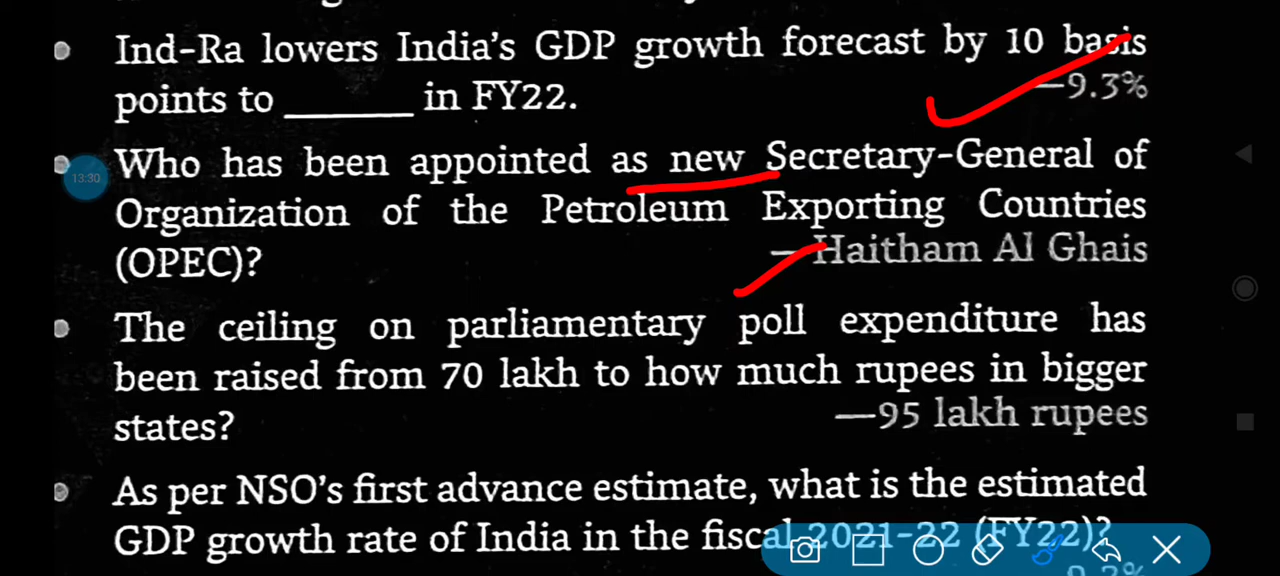 Ind-Ra lowers India's GDP growth forecast by 10 basis
points to ______ in FY22. —9.3%
Who has been appointed as new Secretary-General of
13:30
Organization of the Petroleum Exporting Countries
(OPEC)? —Haitham Al Ghais
The ceiling on parliamentary poll expenditure has
been raised from 70 lakh to how much rupees in bigger
states? —95 lakh rupees
As per NSO's first advance estimate, what is the estimated
GDP growth rate of India in the fiscal 2021-22 (FY22)?